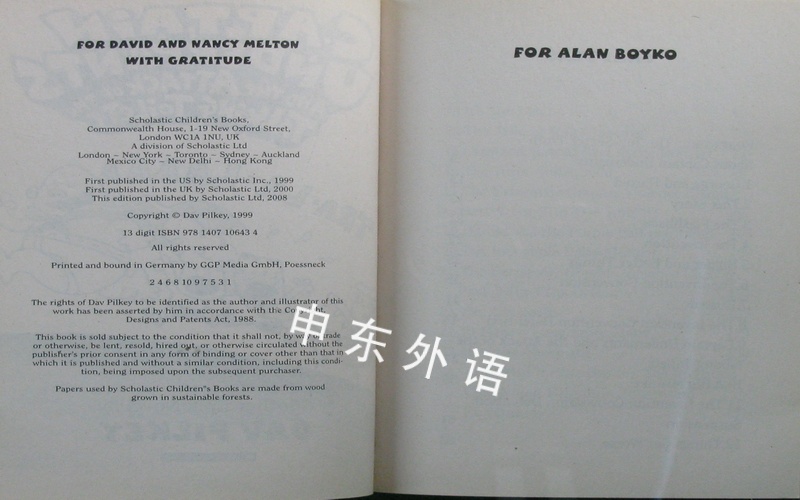 FOR DAVID AND NANCY MELTON
WITH GRATITUDE
Scholastic Children's Books,
Commonwealth House, 1-19 New Oxford Street,
London WC1A 1NU, UK
A division of Scholastic Ltd
London – New York – Toronto – Sydney – Auckland
Mexico City – New Delhi – Hong Kong
First published in the US by Scholastic Inc., 1999
First published in the UK by Scholastic Ltd, 2000
This edition published by Scholastic Ltd, 2008
Copyright © Dav Pilkey, 1999
13 digit ISBN 978 1407 10643 4
All rights reserved
Printed and bound in Germany by GGP Media GmbH, Poessneck
2 4 6 8 10 9 7 5 3 1
The rights of Dav Pilkey to be identified as the author and illustrator of this
work has been asserted by him in accordance with the
Designs and Patents Act, 1988.
This book is sold subject to the condition that it shall not, by way of trade
or otherwise, be lent, resold, hired out, or otherwise circulated without the
publisher's prior consent in any form of binding or cover other than that in
which it is published and without a similar condition, including this condi-
tion, being imposed upon the subsequent purchaser.
Papers used by Scholastic Children"s Books are made from wood
grown in sustainable forests.
FOR ALAN BOYKO
申东外语